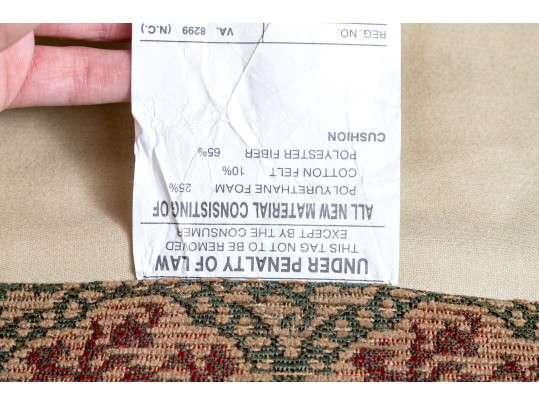 UNDER PENALTY OF LAW
THIS TAG NOT TO BE REMOVED
EXCEPT BY THE CONSUMER
ALL NEW MATERIAL CONSISTING OF
POLYURETHANE FOAM 25%
COTTON FELT 10%
POLYESTER FIBER 65%
CUSHION
REG. NO. VA. 8299 (N.C.)